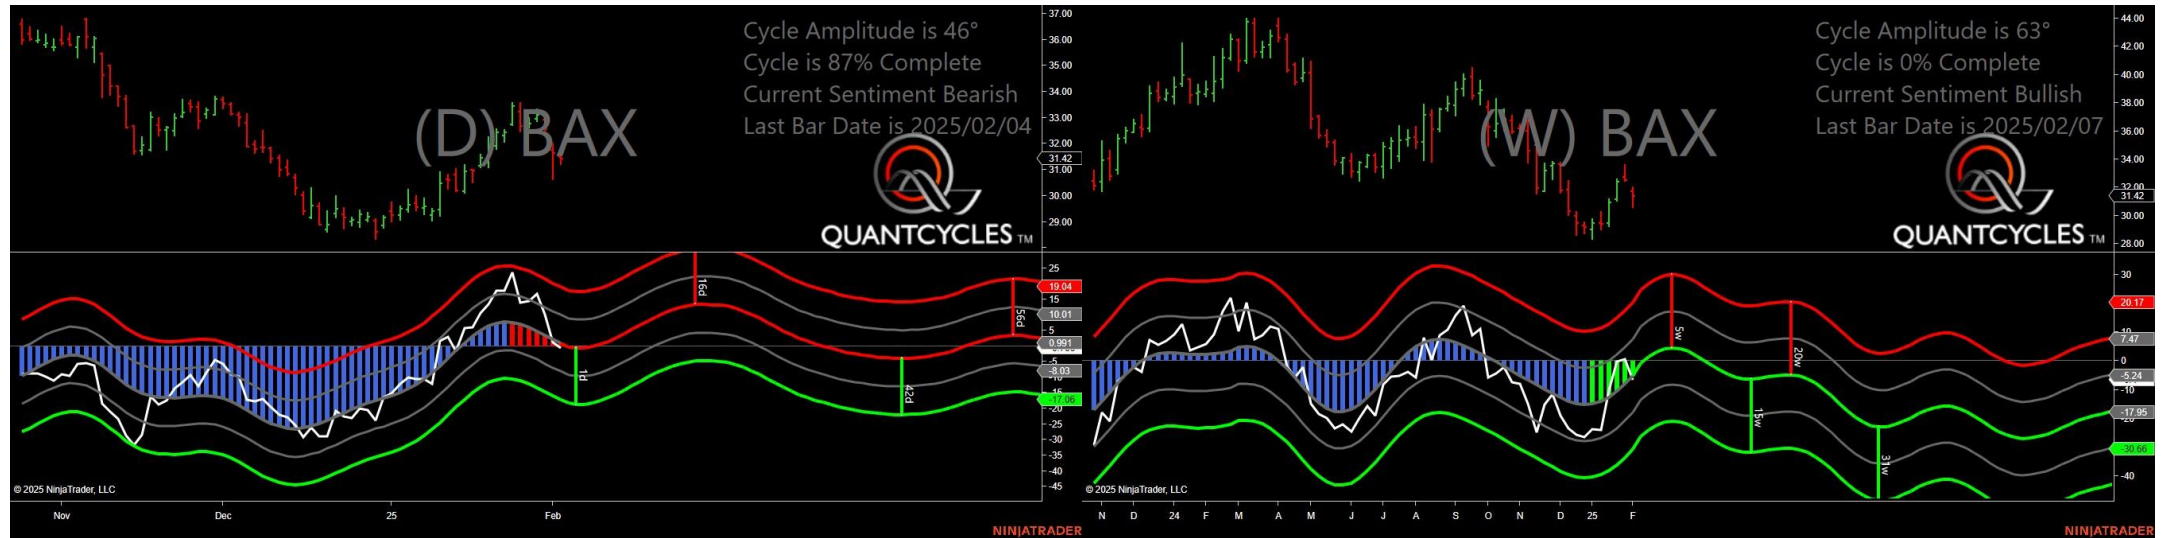 Cycle Amplitude is 46°
Cycle is 87% Complete
Current Sentiment Bearish
Last Bar Date is 2025/02/04
(D) BAX
QUANTCYCLES TM
37.00
36.00
35.00
34.00
33.00
32.00
31.42
31.00
30.00
29.00
25
19.04
15
10.01
5
0.991
-5
-8.03
-15
-17.06
-20
-25
-30
-35
-40
-45
16d
56d
1d
42d
© 2025 NinjaTrader, LLC
Nov Dec 25 Feb
NINJATRADER
Cycle Amplitude is 63°
Cycle is 0% Complete
Current Sentiment Bullish
Last Bar Date is 2025/02/07
(W) BAX
QUANTCYCLES TM
44.00
42.00
40.00
38.00
36.00
34.00
32.00
31.42
30.00
28.00
30
20.17
10
7.47
0
-5.24
-10
-17.95
-20
-30.66
-40
5w
20w
15w
31w
© 2025 NinjaTrader, LLC
N D 24 F M A M J J A S O N D 25 F
NINJATRADER